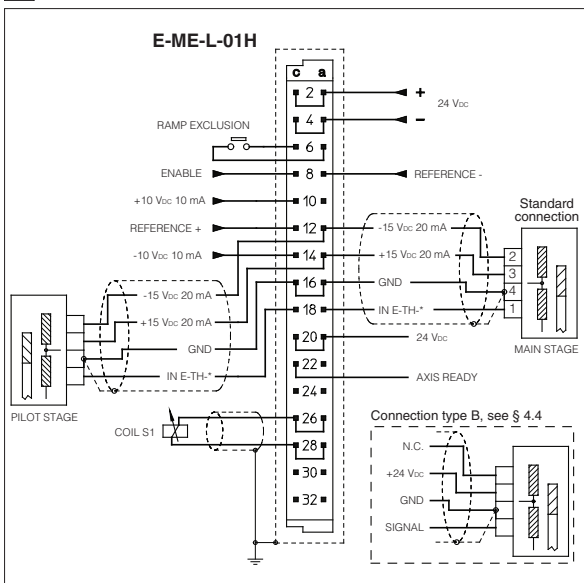 E-ME-L-01H
c a
2
+
24 VDC
4
−
RAMP EXCLUSION
6
ENABLE
8
REFERENCE -
+10 VDC 10 mA
10
REFERENCE +
12
-15 VDC 20 mA
Standard
connection
-10 VDC 10 mA
14
+15 VDC 20 mA
2
3
4
1
16
GND
-15 VDC 20 mA
18
IN E-TH-*
+15 VDC 20 mA
20
24 VDC
MAIN STAGE
GND
22
IN E-TH-*
AXIS READY
24
PILOT STAGE
26
COIL S1
28
30
32
Connection type B, see § 4.4
N.C.
+24 VDC
GND
SIGNAL